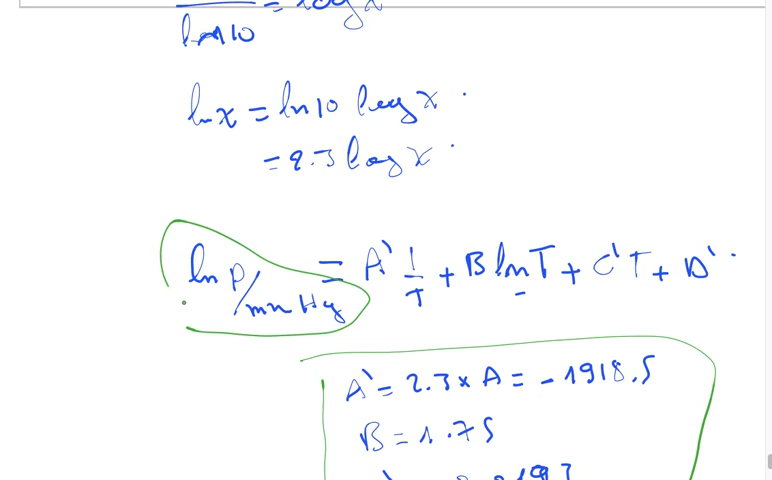 ln 10 = log x
ln x = ln 10 log x .
= 2.3 log x .
ln P/mm Hg = A' 1/T + B ln T + C' T + D' .
A' = 2.3 x A = - 1918.5
B = 1.75